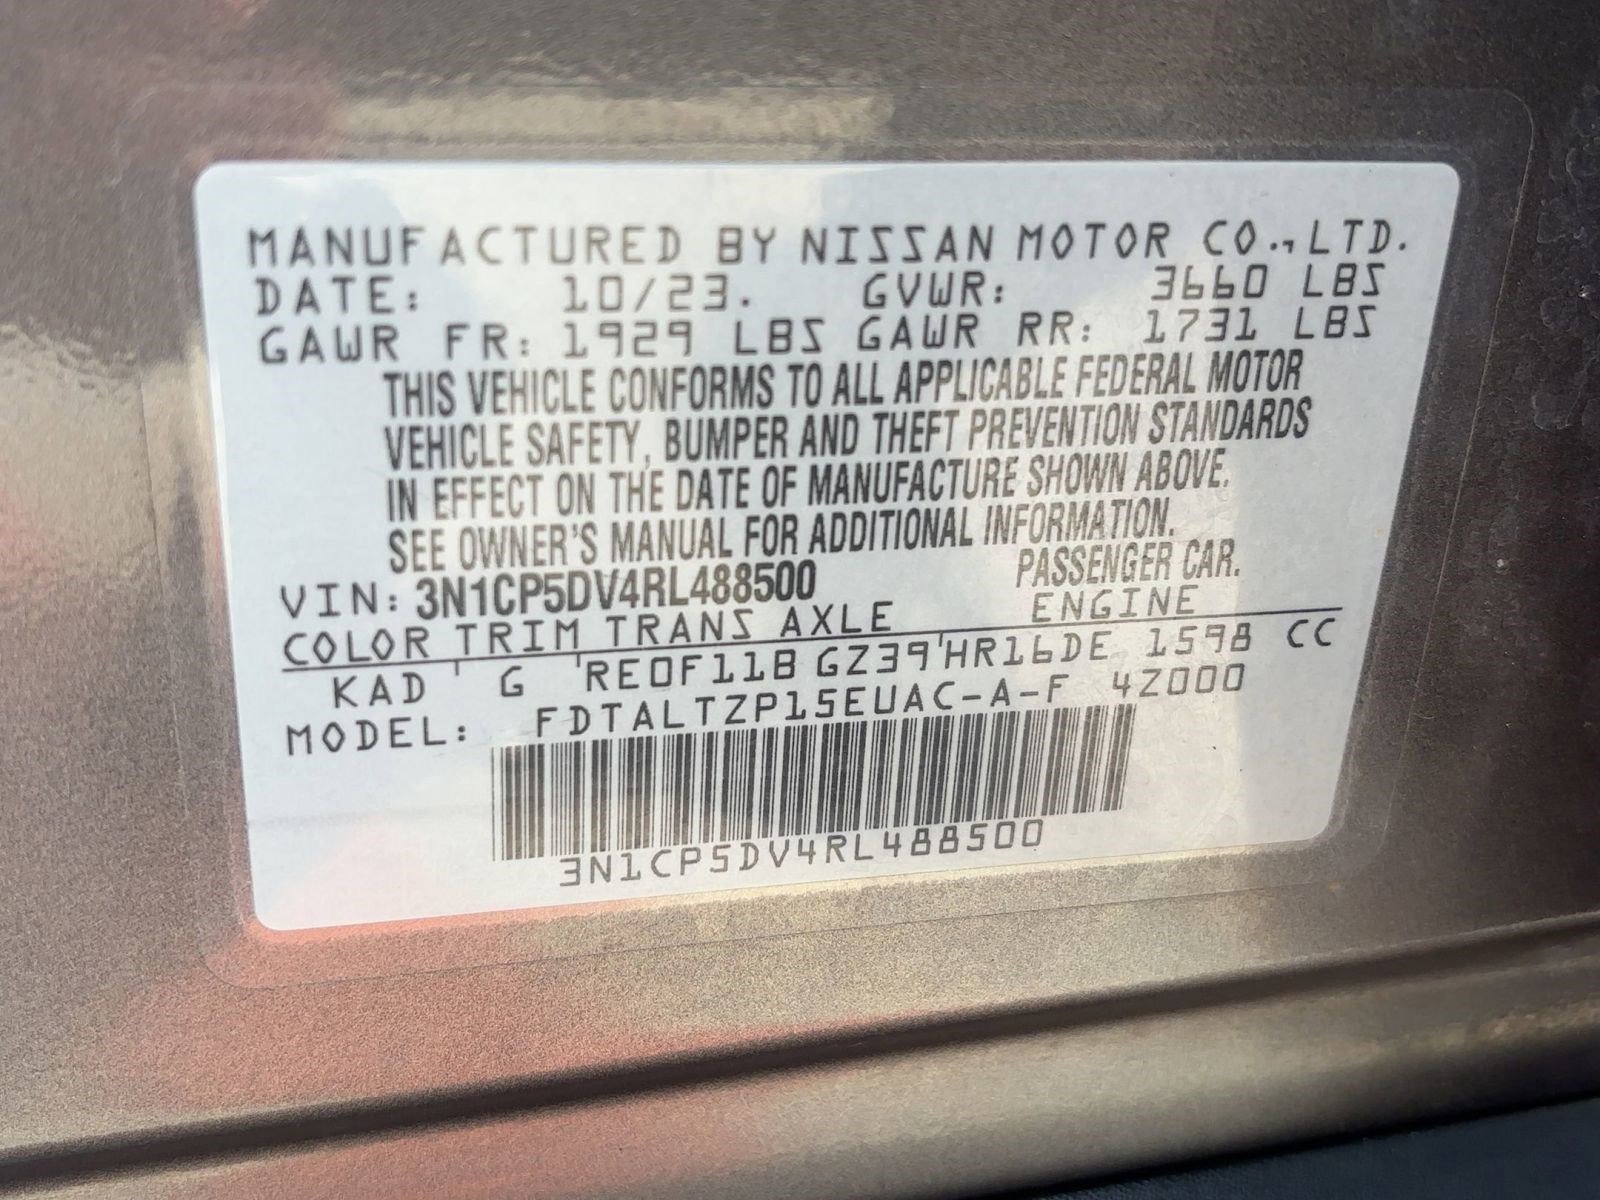 MANUFACTURED BY NISSAN MOTOR CO., LTD.
DATE: 10/23. GVWR: 3660 LBS
GAWR FR: 1929 LBS GAWR RR: 1731 LBS
THIS VEHICLE CONFORMS TO ALL APPLICABLE FEDERAL MOTOR
VEHICLE SAFETY, BUMPER AND THEFT PREVENTION STANDARDS
IN EFFECT ON THE DATE OF MANUFACTURE SHOWN ABOVE.
SEE OWNER'S MANUAL FOR ADDITIONAL INFORMATION.
VIN: 3N1CP5DV4RL488500 PASSENGER CAR.
COLOR TRIM TRANS AXLE ENGINE
KAD G RE0F11B GZ39 HR16DE 1598 CC
MODEL: FDTALTZP15EUAC-A-F 4Z000
3N1CP5DV4RL488500